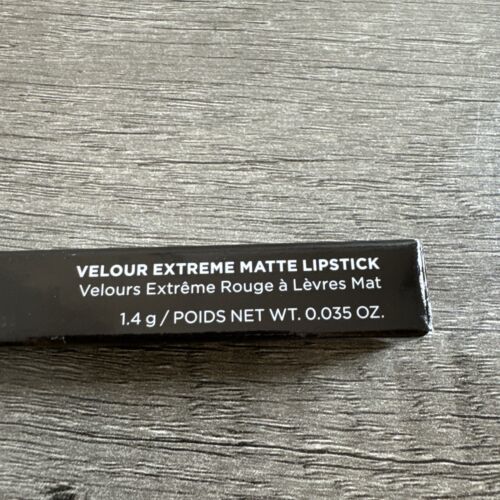 VELOUR EXTREME MATTE LIPSTICK
Velours Extrême Rouge à Lèvres Mat
1.4 g / POIDS NET WT. 0.035 OZ.